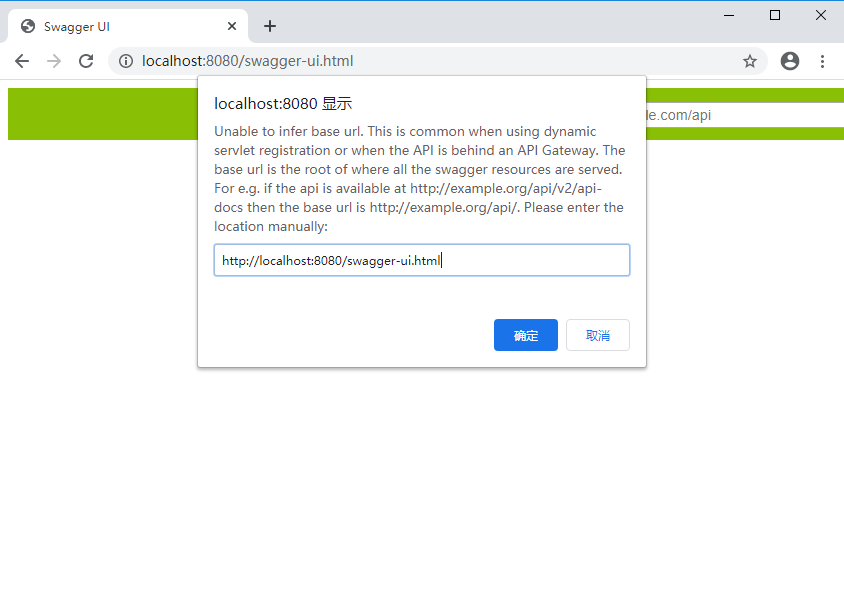 Swagger UI
localhost:8080/swagger-ui.html
localhost:8080 显示
Unable to infer base url. This is common when using dynamic
servlet registration or when the API is behind an API Gateway. The
base url is the root of where all the swagger resources are served.
For e.g. if the api is available at http://example.org/api/v2/api-
docs then the base url is http://example.org/api/. Please enter the
location manually:
le.com/api
http://localhost:8080/swagger-ui.html
确定
取消